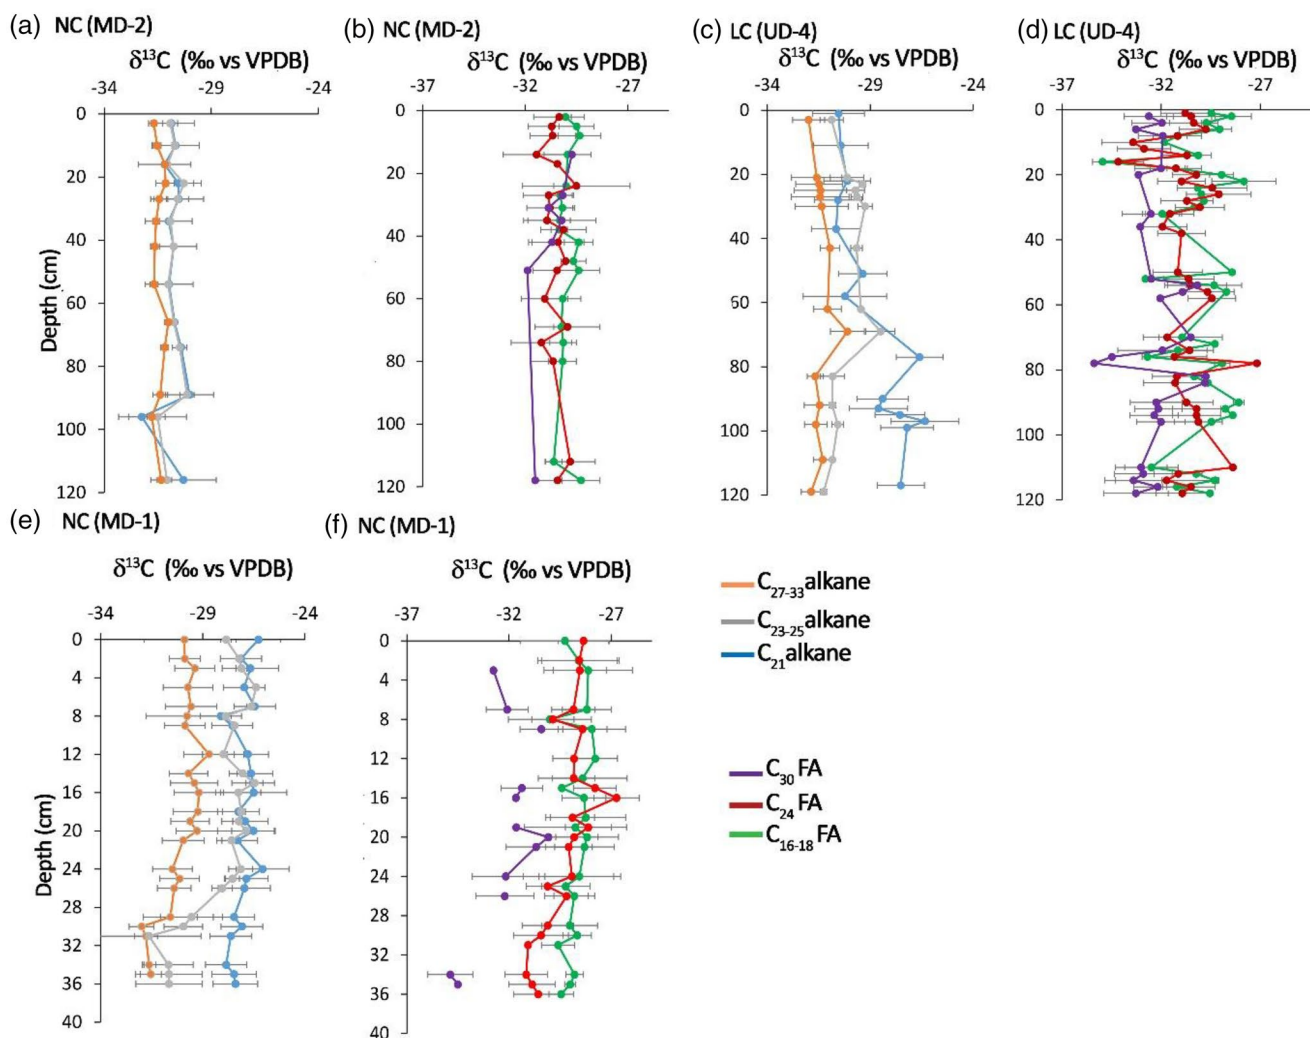 (a) NC (MD-2)
δ13C (‰ vs VPDB)
-34 -29 -24
0
20
40
60
80
100
120
Depth (cm)
(b) NC (MD-2)
δ13C (‰ vs VPDB)
-37 -32 -27
0
20
40
60
80
100
120
(c) LC (UD-4)
δ13C (‰ vs VPDB)
-34 -29 -24
0
20
40
60
80
100
120
(d) LC (UD-4)
δ13C (‰ vs VPDB)
-37 -32 -27
0
20
40
60
80
100
120
(e) NC (MD-1)
δ13C (‰ vs VPDB)
-34 -29 -24
0
4
8
12
16
20
24
28
32
36
40
Depth (cm)
(f) NC (MD-1)
δ13C (‰ vs VPDB)
-37 -32 -27
0
4
8
12
16
20
24
28
32
36
40
C27-33alkane
C23-25alkane
C21alkane
C30 FA
C24 FA
C16-18 FA